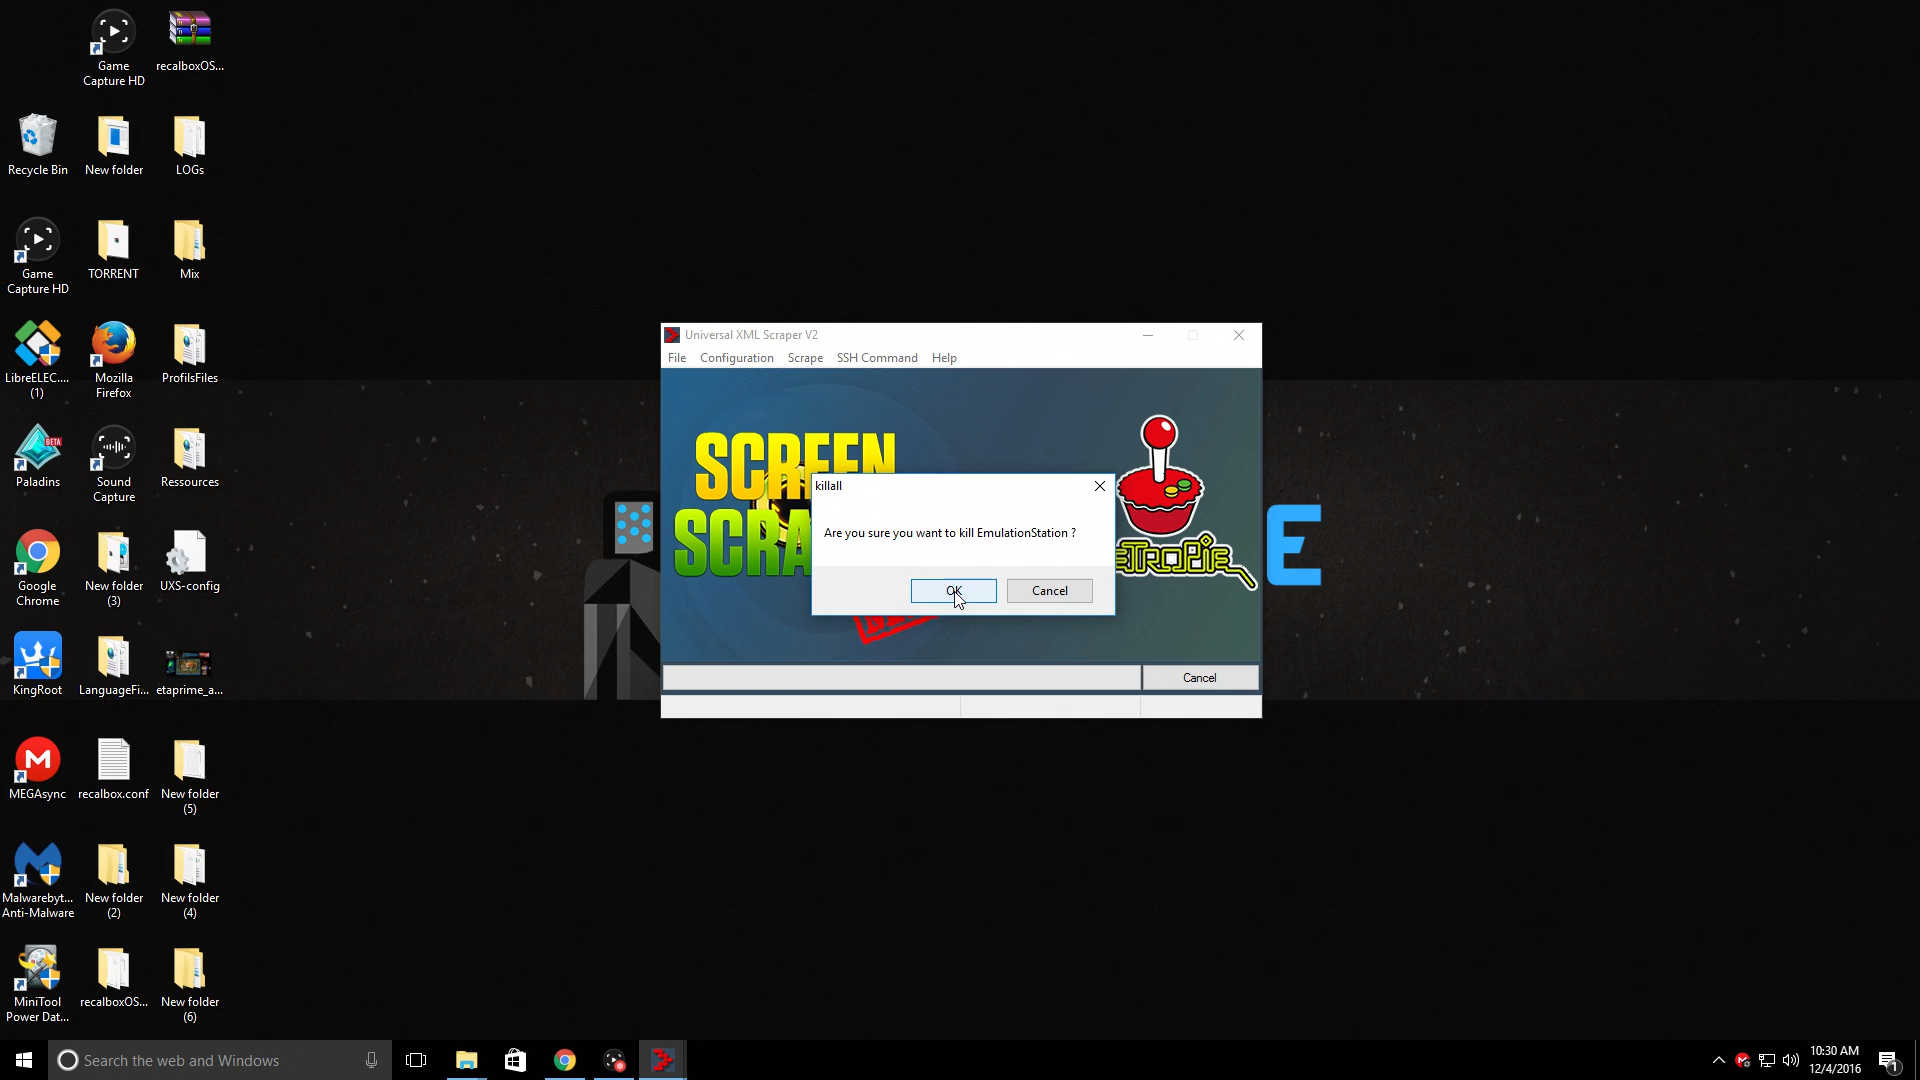 Game
Capture HD
recalboxOS...
Recycle Bin
New folder
LOGs
Game
Capture HD
TORRENT
Mix
LibreELEC....
(1)
Mozilla
Firefox
ProfilsFiles
Paladins
BETA
Sound
Capture
Ressources
Google
Chrome
New folder
(3)
UXS-config
KingRoot
LanguageFi...
etaprime_a...
MEGAsync
recalbox.conf
New folder
(5)
Malwarebyt...
Anti-Malware
New folder
(2)
New folder
(4)
MiniTool
Power Dat...
recalboxOS...
New folder
(6)
Universal XML Scraper V2
File
Configuration
Scrape
SSH Command
Help
SCREEN
SCRA
killall
Are you sure you want to kill EmulationStation ?
OK
Cancel
ETROPIE
E
Cancel
Search the web and Windows
10:30 AM
12/4/2016
1